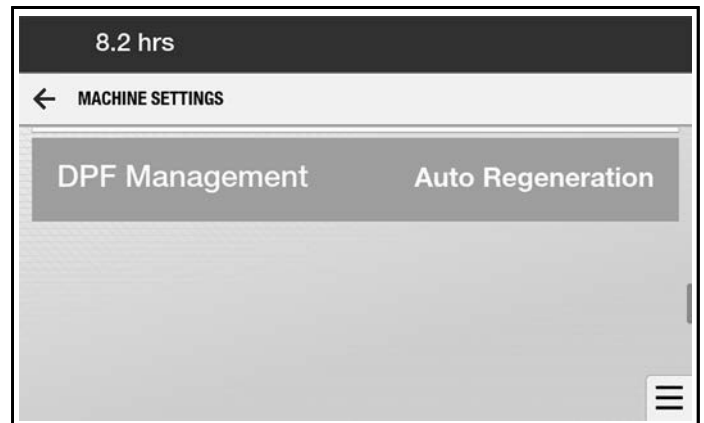 8.2 hrs
MACHINE SETTINGS
DPF Management Auto Regeneration